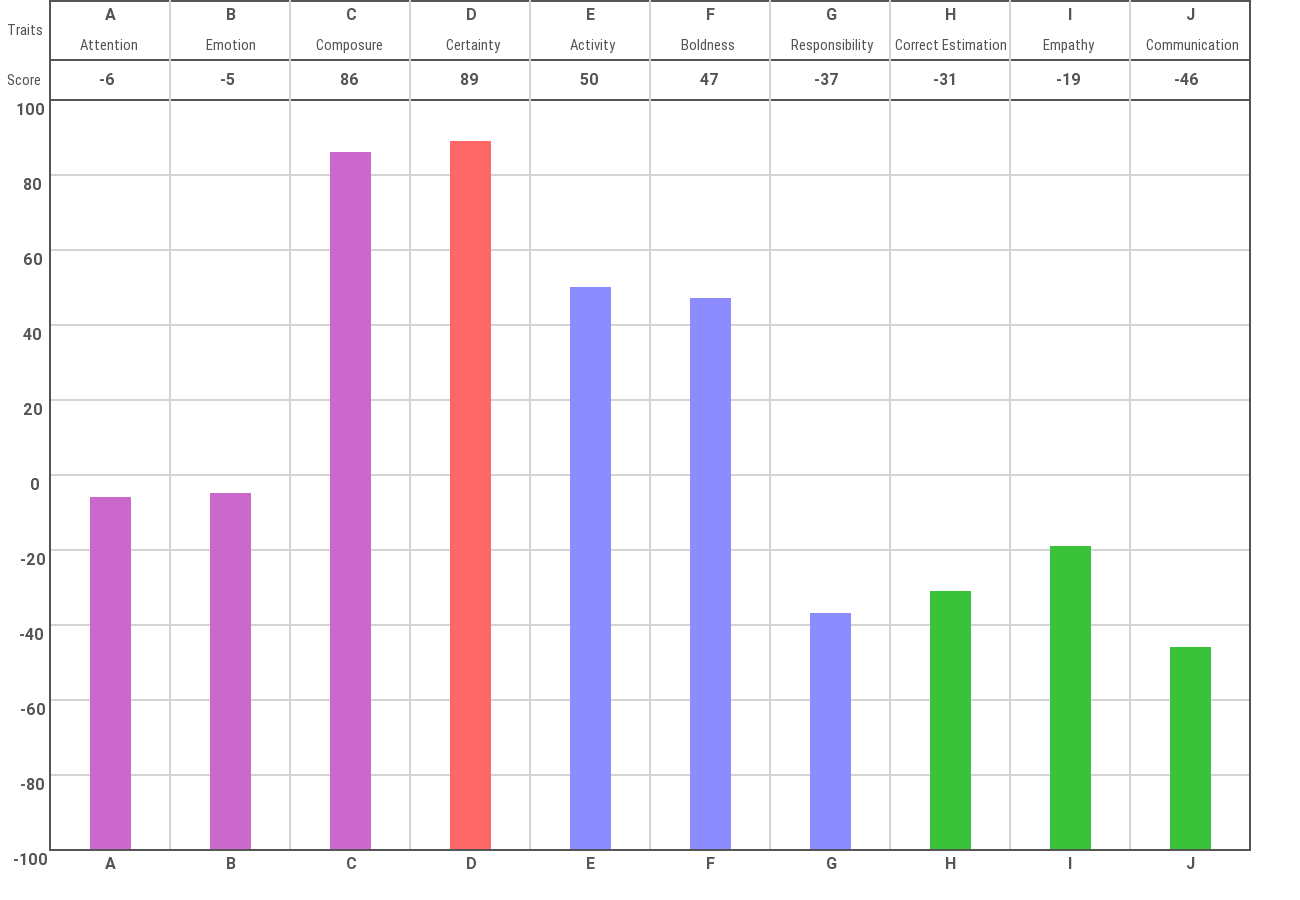 Traits A B C D E F G H I J
Attention Emotion Composure Certainty Activity Boldness Responsibility Correct Estimation Empathy Communication
Score -6 -5 86 89 50 47 -37 -31 -19 -46
100
80
60
40
20
0
-20
-40
-60
-80
-100
A B C D E F G H I J